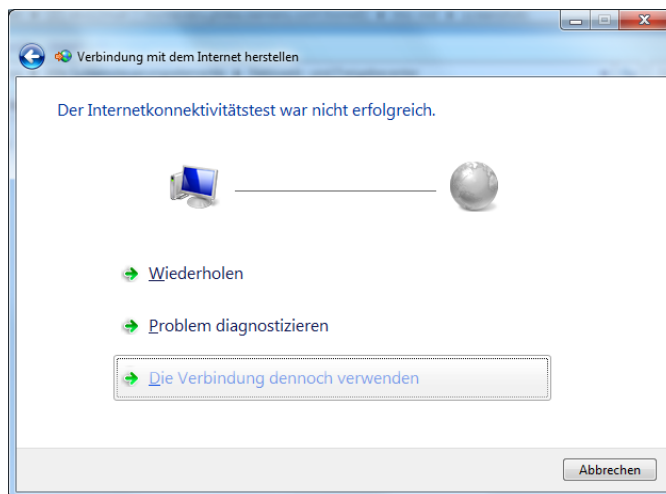 Verbindung mit dem Internet herstellen
Der Internetkonnektivitätstest war nicht erfolgreich.
Wiederholen
Problem diagnostizieren
Die Verbindung dennoch verwenden
Abbrechen